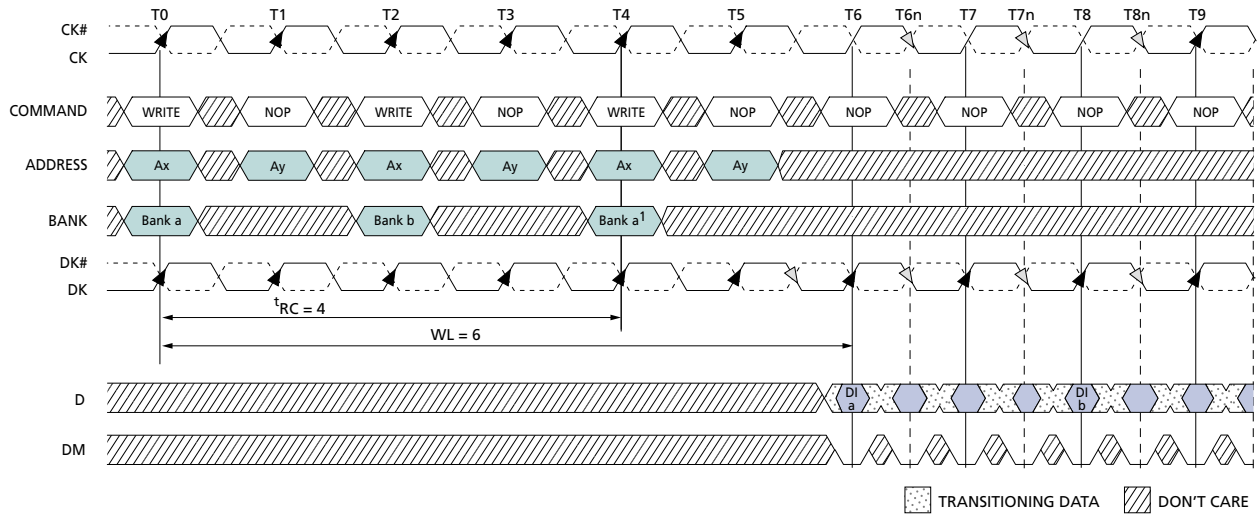 T0 T1 T2 T3 T4 T5 T6 T6n T7 T7n T8 T8n T9
CK#
CK
COMMAND WRITE NOP WRITE NOP WRITE NOP NOP NOP NOP NOP
ADDRESS Ax Ay Ax Ay Ax Ay
BANK Bank a Bank b Bank a¹
DK#
DK
tRC = 4
WL = 6
D DI a DI b
DM
TRANSITIONING DATA DON'T CARE